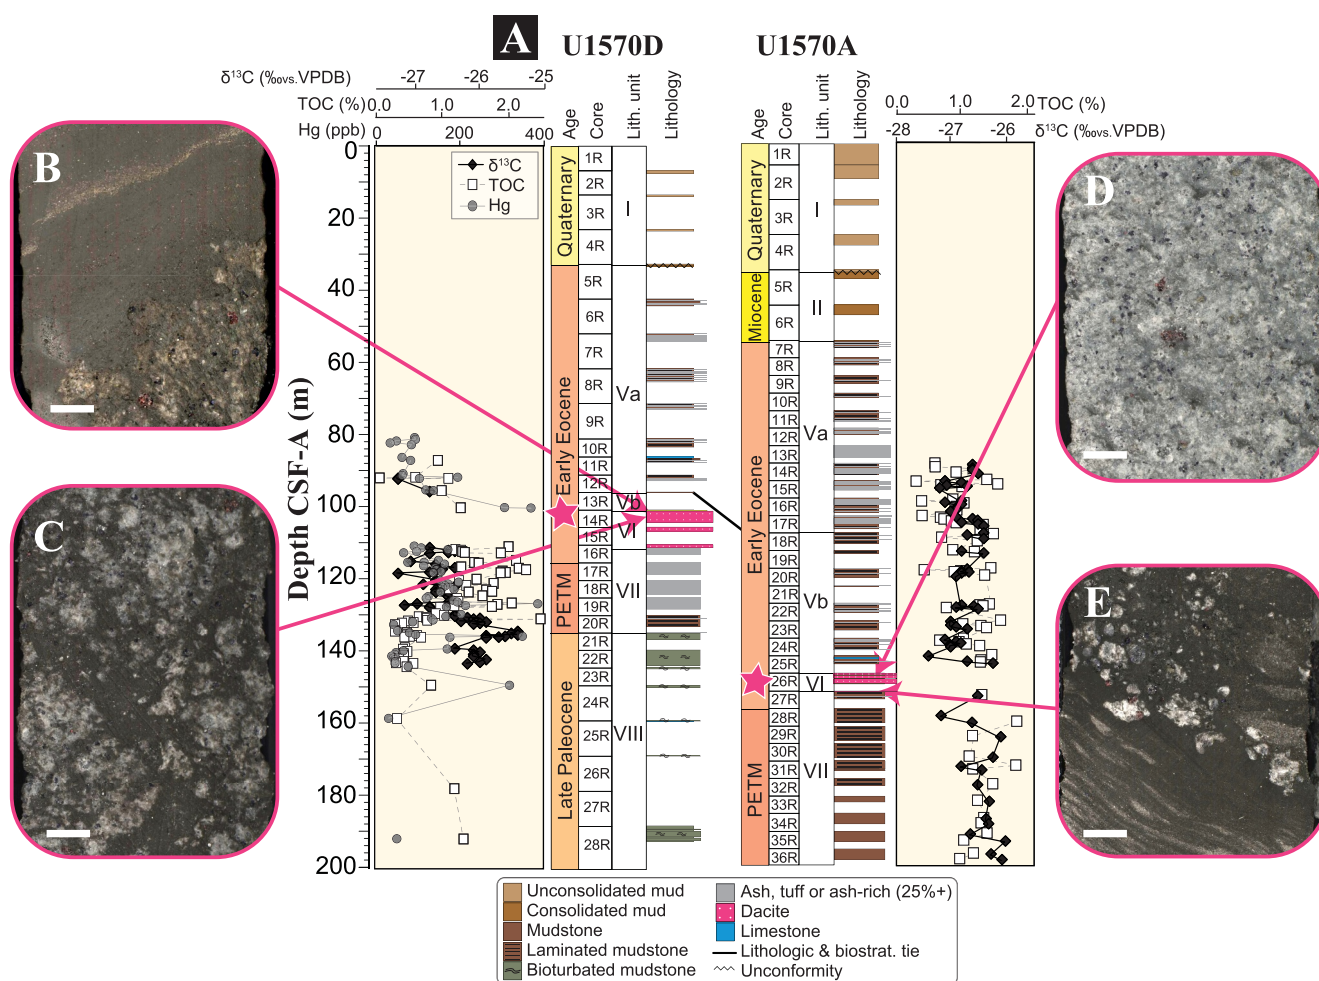 A
U1570D
U1570A
δ¹³C (‰vs.VPDB)
-27
-26
-25
TOC (%)
0.0
1.0
2.0
Hg (ppb)
0
200
400
Age
Core
Lith. unit
Lithology
Age
Core
Lith. unit
Lithology
0.0
1.0
2.0
TOC (%)
-28
-27
-26
δ¹³C (‰vs.VPDB)
δ¹³C
TOC
Hg
Depth CSF-A (m)
0
20
40
60
80
100
120
140
160
180
200
Quaternary
Early Eocene
PETM
Late Paleocene
1R
2R
3R
4R
5R
6R
7R
8R
9R
10R
11R
12R
13R
14R
15R
16R
17R
18R
19R
20R
21R
22R
23R
24R
25R
26R
27R
28R
I
Va
Vb
VI
VII
VIII
Quaternary
Miocene
Early Eocene
PETM
1R
2R
3R
4R
5R
6R
7R
8R
9R
10R
11R
12R
13R
14R
15R
16R
17R
18R
19R
20R
21R
22R
23R
24R
25R
26R
27R
28R
29R
30R
31R
32R
33R
34R
35R
36R
I
II
Va
Vb
VI
VII
B
C
D
E
Unconsolidated mud
Consolidated mud
Mudstone
Laminated mudstone
Bioturbated mudstone
Ash, tuff or ash-rich (25%+)
Dacite
Limestone
Lithologic & biostrat. tie
Unconformity